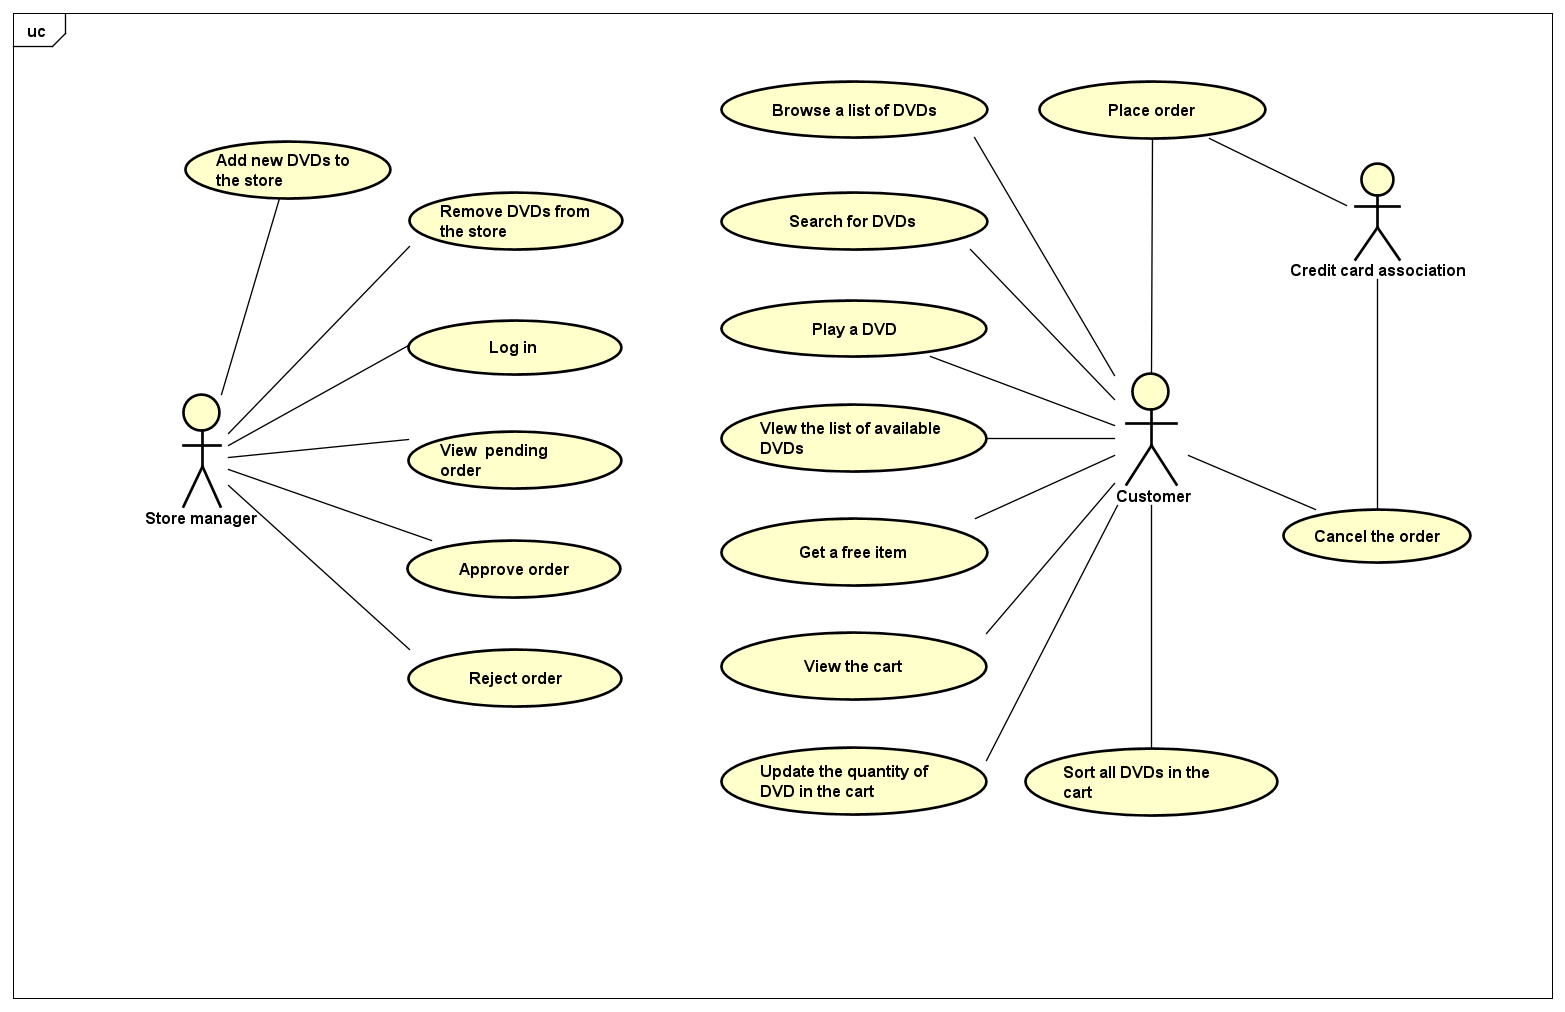 uc
Browse a list of DVDs
Place order
Add new DVDs to
the store
Remove DVDs from
the store
Search for DVDs
Credit card association
Play a DVD
Log in
VIew the list of available
DVDs
View  pending
order
Customer
Store manager
Cancel the order
Get a free item
Approve order
View the cart
Reject order
Update the quantity of
DVD in the cart
Sort all DVDs in the
cart